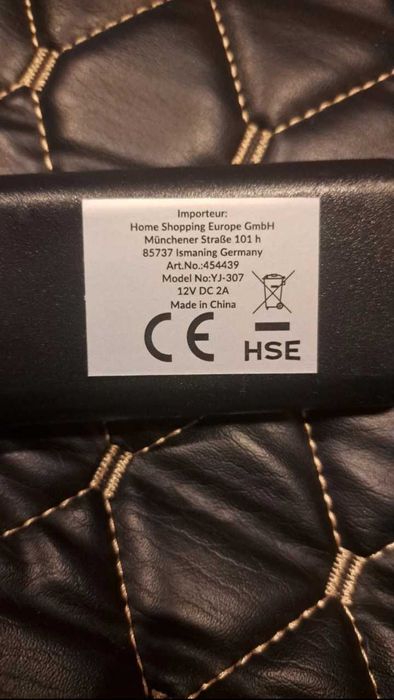 Importeur:
Home Shopping Europe GmbH
Münchener Straße 101 h
85737 Ismaning Germany
Art.No.:454439
Model No:YJ-307
12V DC 2A
Made in China
CE
HSE